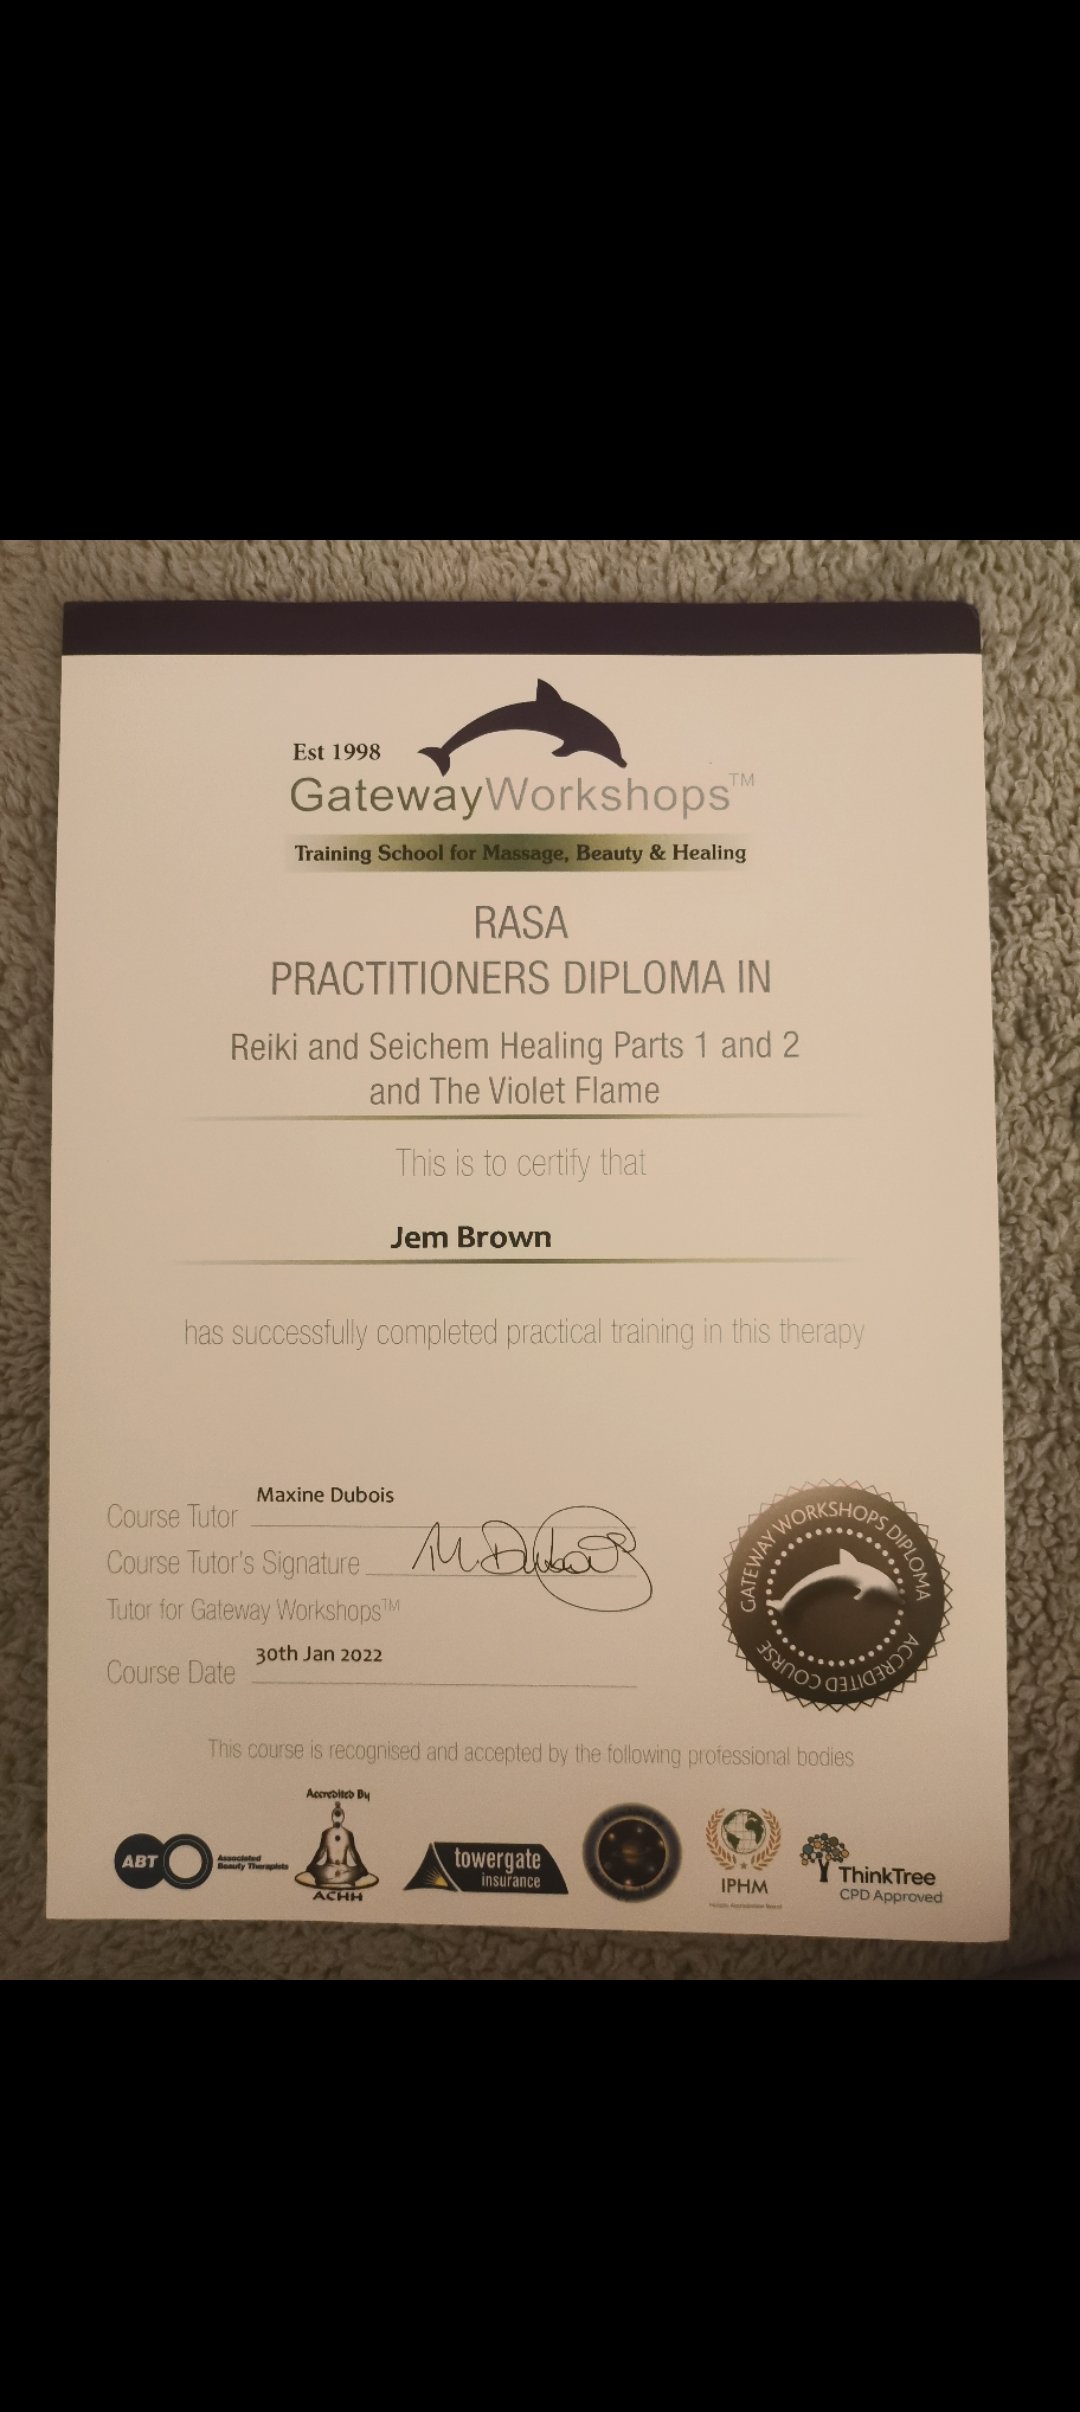 Est 1998
GatewayWorkshops™
Training School for Massage, Beauty & Healing
RASA
PRACTITIONERS DIPLOMA IN
Reiki and Seichem Healing Parts 1 and 2
and The Violet Flame
This is to certify that
Jem Brown
has successfully completed practical training in this therapy
Course Tutor Maxine Dubois
Course Tutor's Signature M Dubois
Tutor for Gateway Workshops™
Course Date 30th Jan 2022
GATEWAY WORKSHOPS DIPLOMA
ACCREDITED COURSE
This course is recognised and accepted by the following professional bodies
ABT
Associated
Beauty Therapists
Accredited By
ACHH
towergate
insurance
IPHM
ThinkTree
CPD Approved